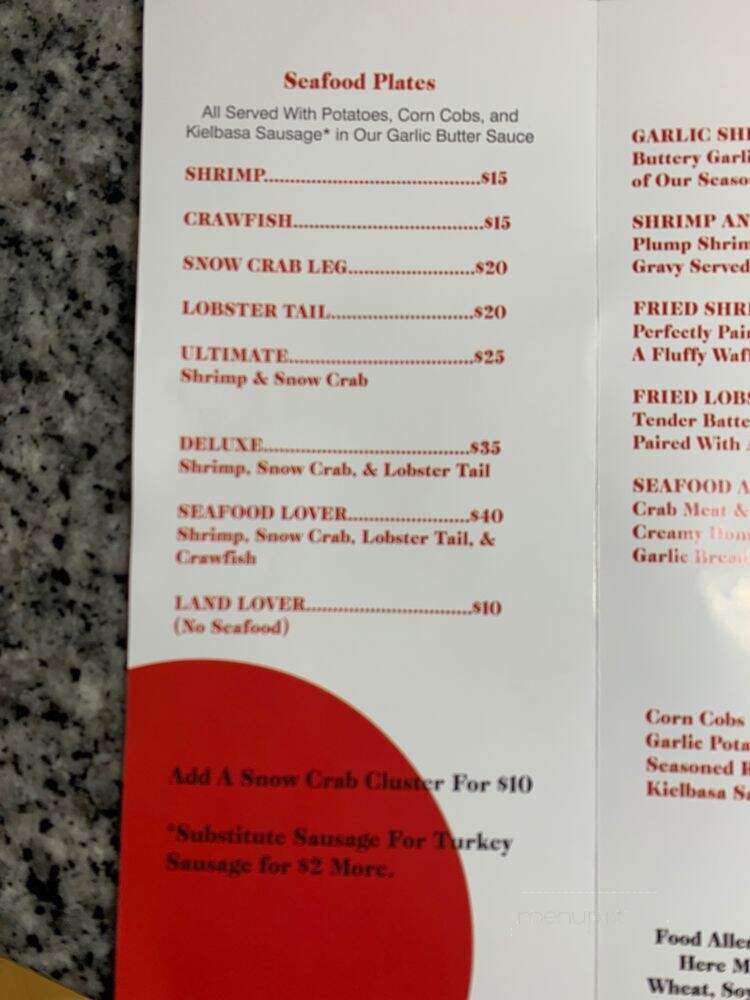 Seafood Plates
All Served With Potatoes, Corn Cobs, and
Kielbasa Sausage* in Our Garlic Butter Sauce
SHRIMP........................................$15
CRAWFISH...................................$15
SNOW CRAB LEG.......................$20
LOBSTER TAIL..........................$20
ULTIMATE..................................$25
Shrimp & Snow Crab
DELUXE......................................$35
Shrimp, Snow Crab, & Lobster Tail
SEAFOOD LOVER......................$40
Shrimp, Snow Crab, Lobster Tail, &
Crawfish
LAND LOVER..............................$10
(No Seafood)
Add A Snow Crab Cluster For $10
*Substitute Sausage For Turkey
Sausage for $2 More.
GARLIC
Buttery
of Our
SHRIMP
Plump
Gravy Served
FRIED
Perfectly
A Fluffy
FRIED
Tender
Paired With
SEAFOOD
Crab Meat &
Creamy
Garlic
Corn Cobs
Garlic
Seasoned
Kielbasa
Food
Here
Wheat,
menupix